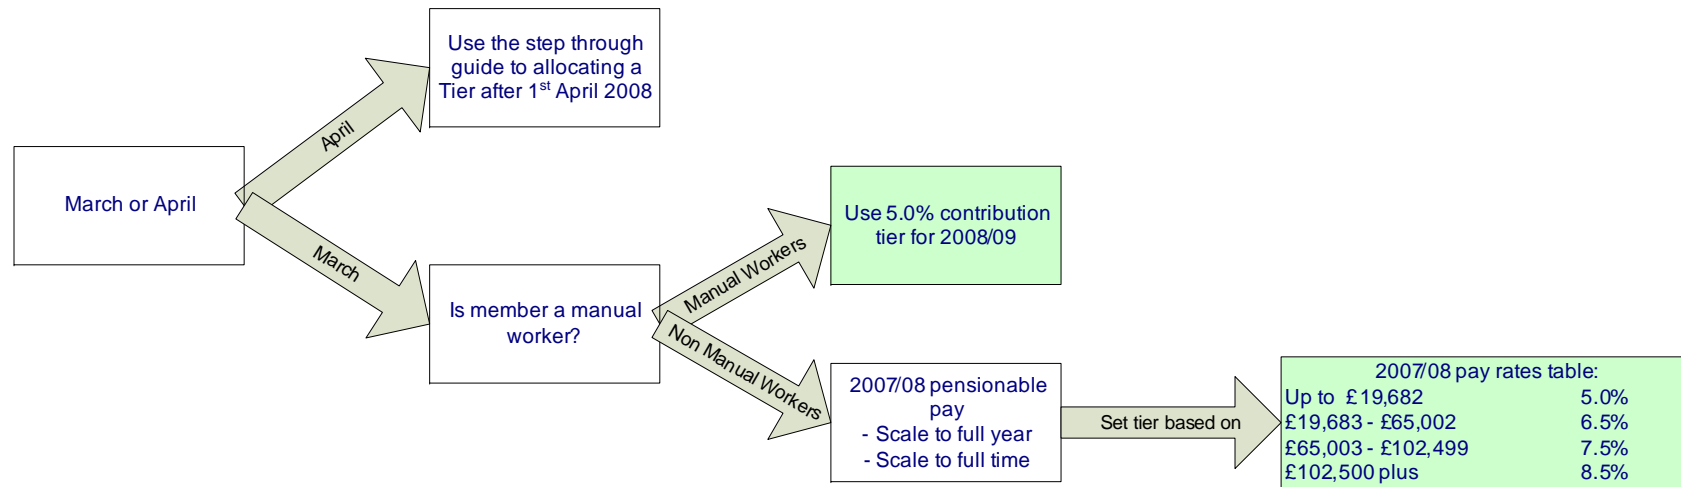 March or April
April
March
Use the step through
guide to allocating a
Tier after 1st April 2008
Is member a manual
worker?
Manual Workers
Non Manual Workers
Use 5.0% contribution
tier for 2008/09
2007/08 pensionable
pay
- Scale to full year
- Scale to full time
Set tier based on
2007/08 pay rates table:
Up to £19,682 5.0%
£19,683 - £65,002 6.5%
£65,003 - £102,499 7.5%
£102,500 plus 8.5%